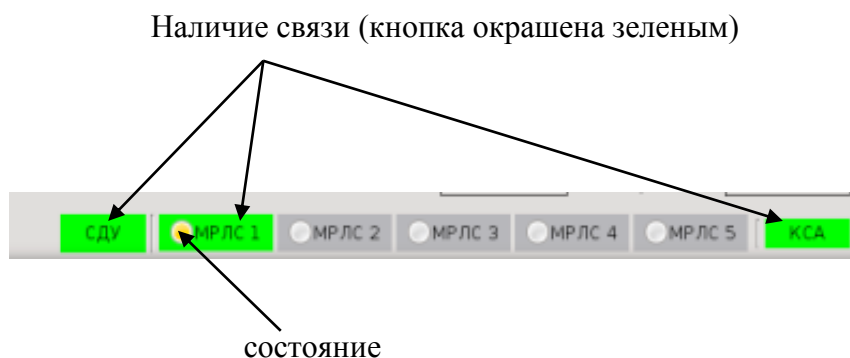 Наличие связи (кнопка окрашена зеленым)
СДУ МРЛС 1 МРЛС 2 МРЛС 3 МРЛС 4 МРЛС 5 КСА
состояние